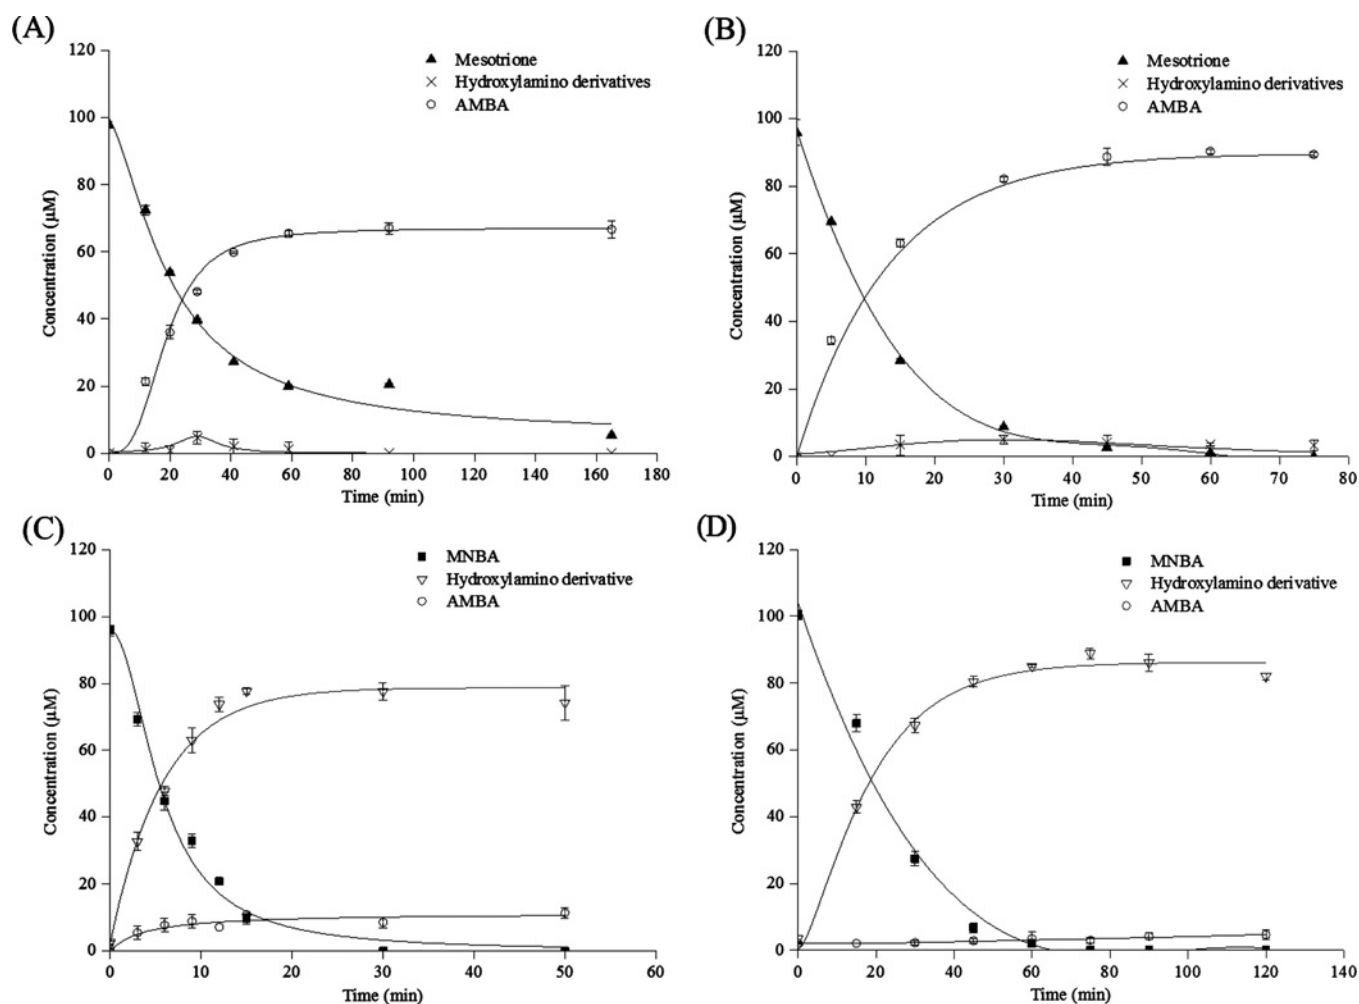 (A)
120
100
80
60
40
20
0
Concentration (μM)
Mesotrione
Hydroxylamino derivatives
AMBA
0 20 40 60 80 100 120 140 160 180
Time (min)
(B)
120
100
80
60
40
20
0
Concentration (μM)
Mesotrione
Hydroxylamino derivatives
AMBA
0 10 20 30 40 50 60 70 80
Time (min)
(C)
120
100
80
60
40
20
0
Concentration (μM)
MNBA
Hydroxylamino derivative
AMBA
0 10 20 30 40 50 60
Time (min)
(D)
120
100
80
60
40
20
0
Concentration (μM)
MNBA
Hydroxylamino derivative
AMBA
0 20 40 60 80 100 120 140
Time (min)